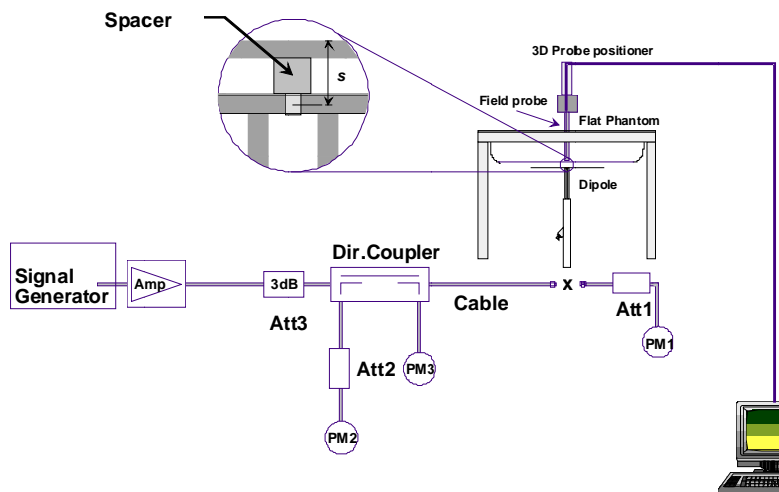 Spacer
s
3D Probe positioner
Field probe
Flat Phantom
Dipole
Signal
Generator
Amp
3dB
Att3
Dir.Coupler
Cable
x
Att1
PM1
Att2
PM3
PM2